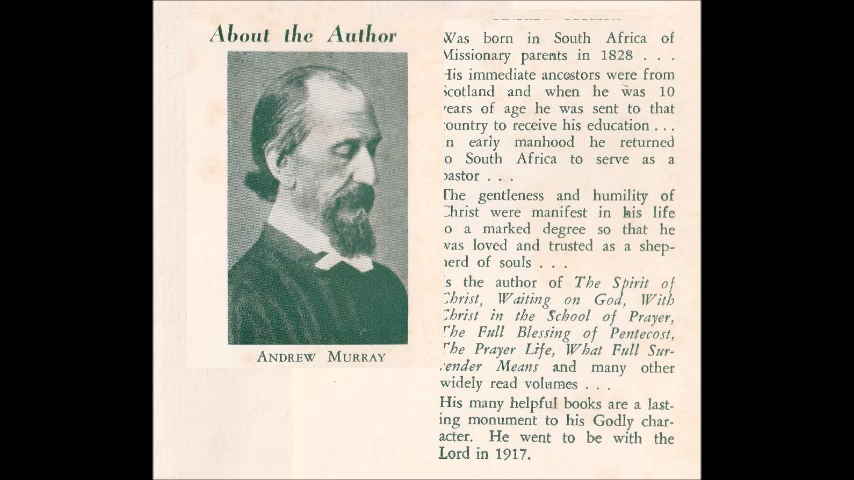 About the Author
ANDREW MURRAY
Was born in South Africa of
Missionary parents in 1828 . . .
His immediate ancestors were from
Scotland and when he was 10
years of age he was sent to that
country to receive his education . . .
In early manhood he returned
to South Africa to serve as a
pastor . . .
The gentleness and humility of
Christ were manifest in his life
to a marked degree so that he
was loved and trusted as a shep-
herd of souls . . .
Is the author of The Spirit of
Christ, Waiting on God, With
Christ in the School of Prayer,
The Full Blessing of Pentecost,
The Prayer Life, What Full Sur-
render Means and many other
widely read volumes . . .
His many helpful books are a last-
ing monument to his Godly char-
acter. He went to be with the
Lord in 1917.